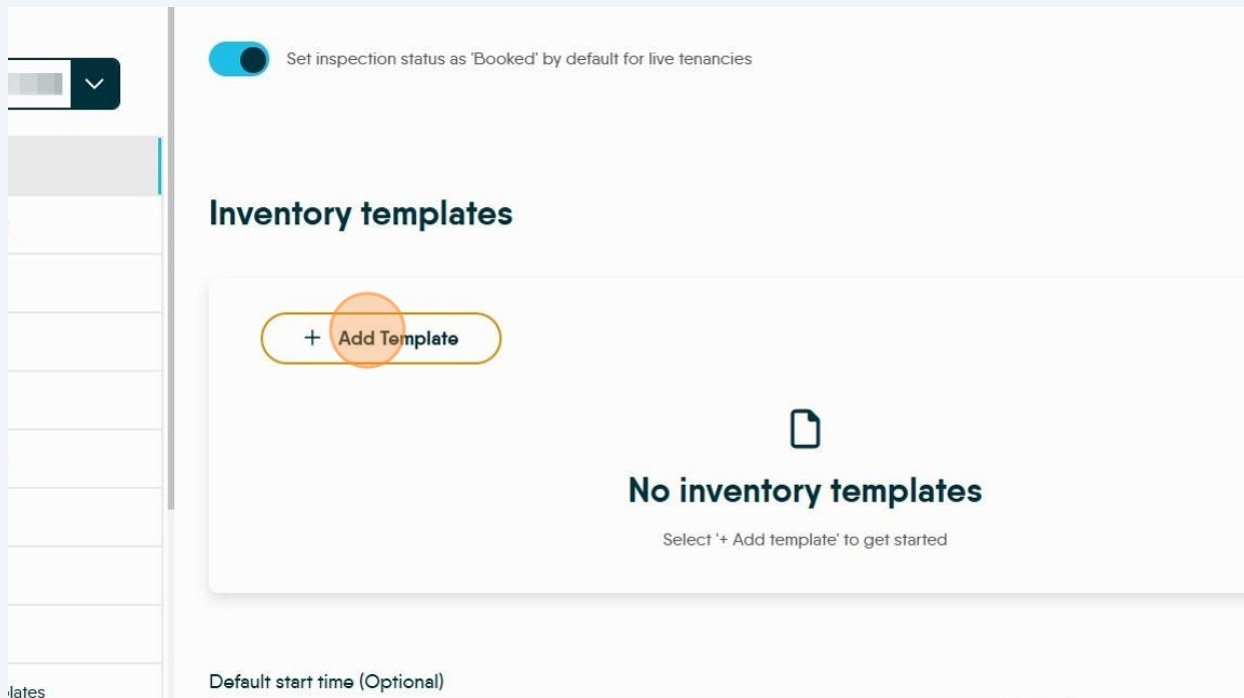 Set inspection status as 'Booked' by default for live tenancies
Inventory templates
+ Add Template
No inventory templates
Select '+ Add template' to get started
Default start time (Optional)